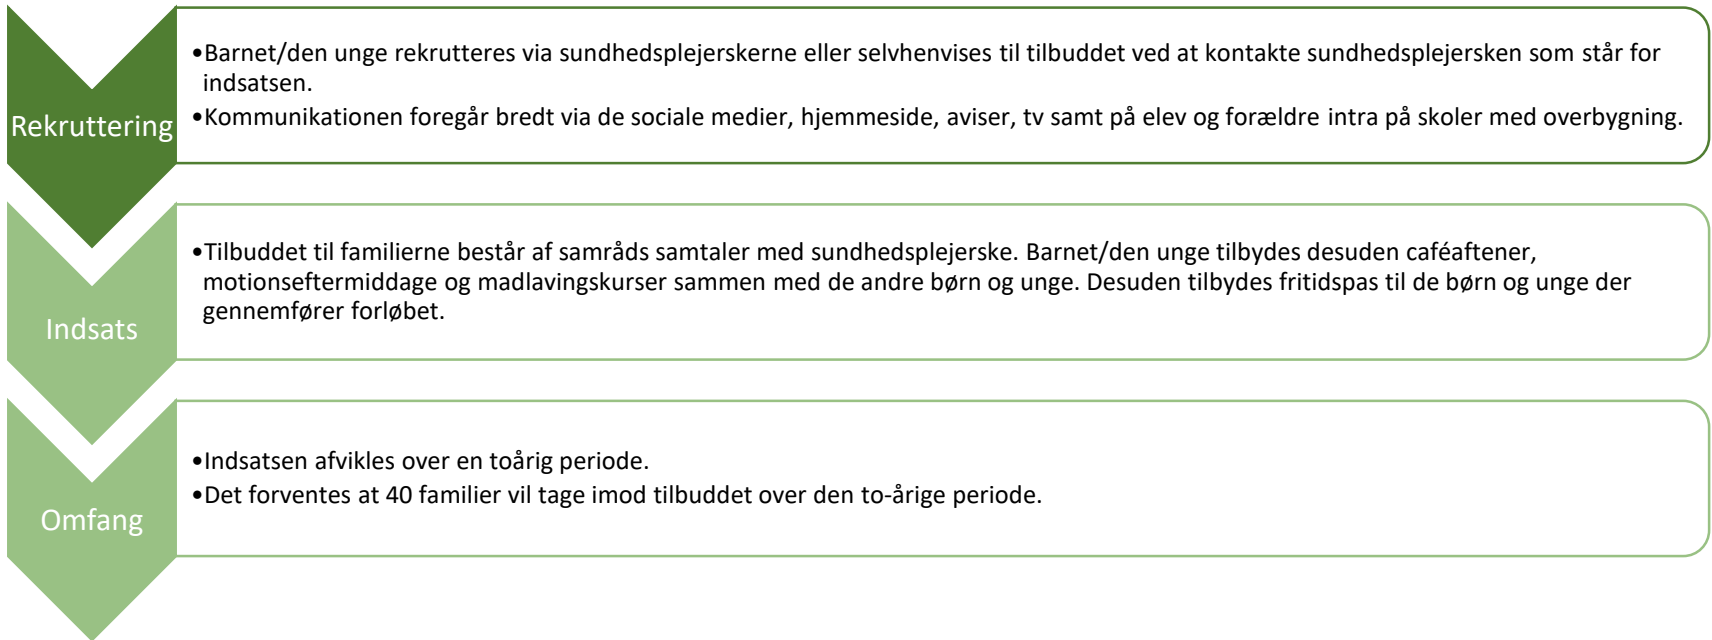 Rekruttering
•Barnet/den unge rekrutteres via sundhedsplejerskerne eller selvhenvises til tilbuddet ved at kontakte sundhedsplejersken som står for
indsatsen.
•Kommunikationen foregår bredt via de sociale medier, hjemmeside, aviser, tv samt på elev og forældre intra på skoler med overbygning.
Indsats
•Tilbuddet til familierne består af samråds samtaler med sundhedsplejerske. Barnet/den unge tilbydes desuden caféaftener,
motionseftermiddage og madlavingskurser sammen med de andre børn og unge. Desuden tilbydes fritidspas til de børn og unge der
gennemfører forløbet.
Omfang
•Indsatsen afvikles over en toårig periode.
•Det forventes at 40 familier vil tage imod tilbuddet over den to-årige periode.